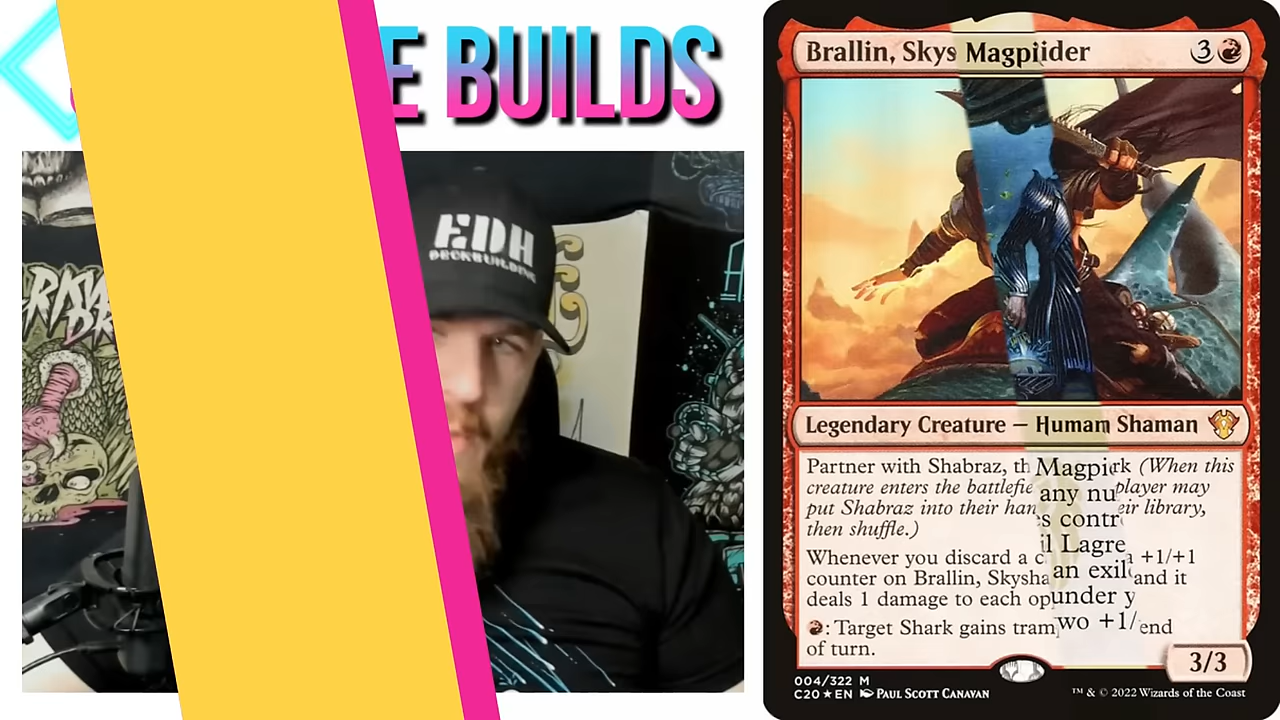 E BUILDS
EDH
DECKBUILDING
Brallin, Skys Magpiider 3
Legendary Creature — Human Shaman
Partner with Shabraz, th Magpie rk (When this
creature enters the battlefie any nu player may
put Shabraz into their han es contr eir library,
then shuffle.)
il Lagre
Whenever you discard a c a +1/+1
counter on Brallin, Skysha an exil and it
deals 1 damage to each op under y
: Target Shark gains tram wo +1/ end
of turn.
3/3
004/322 M
C20 ★ EN Paul Scott Canavan
™ & © 2022 Wizards of the Coast